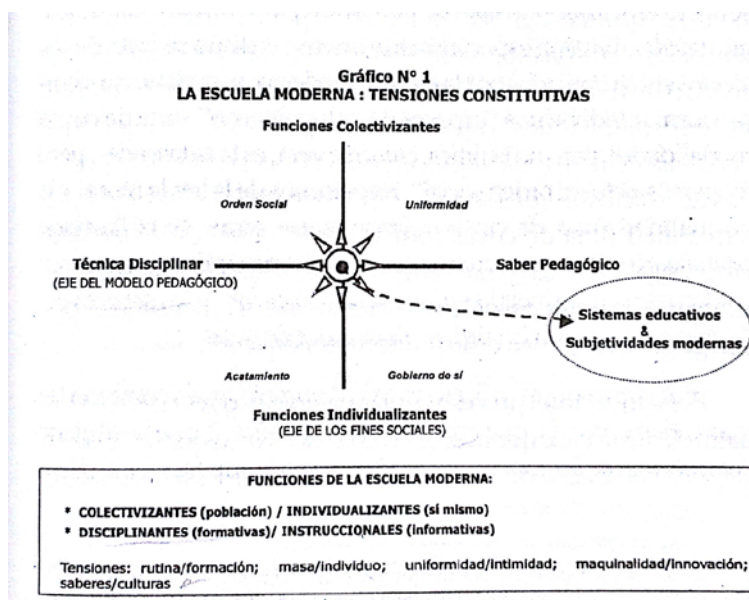 Gráfico N° 1
LA ESCUELA MODERNA : TENSIONES CONSTITUTIVAS
Funciones Colectivizantes
Orden Social
Uniformidad
Técnica Disciplinar
(EJE DEL MODELO PEDAGÓGICO)
Saber Pedagógico
Sistemas educativos
&
Subjetividades modernas
Acatamiento
Gobierno de sí
Funciones Individualizantes
(EJE DE LOS FINES SOCIALES)
FUNCIONES DE LA ESCUELA MODERNA:
* COLECTIVIZANTES (población)/ INDIVIDUALIZANTES (si mismo)
* DISCIPLINANTES (formativas)/ INSTRUCCIONALES (informativas)
Tensiones: rutina/formación; masa/individuo; uniformidad/intimidad; maquinalidad/innovación;
saberes/culturas